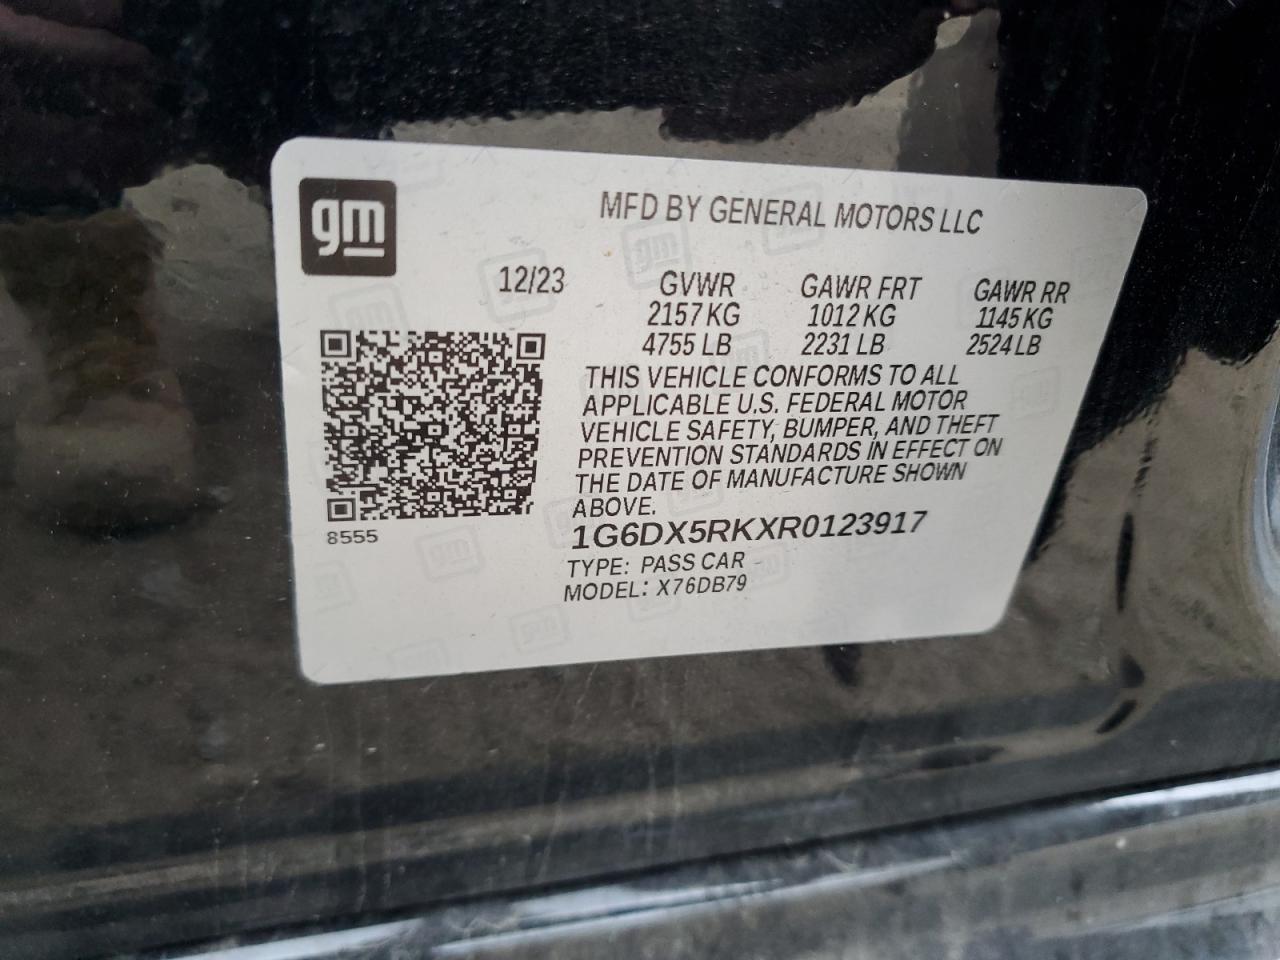 gm
MFD BY GENERAL MOTORS LLC
12/23 GVWR GAWR FRT GAWR RR
2157 KG 1012 KG 1145 KG
4755 LB 2231 LB 2524 LB
THIS VEHICLE CONFORMS TO ALL
APPLICABLE U.S. FEDERAL MOTOR
VEHICLE SAFETY, BUMPER, AND THEFT
PREVENTION STANDARDS IN EFFECT ON
THE DATE OF MANUFACTURE SHOWN
ABOVE.
8555
1G6DX5RKXR0123917
TYPE: PASS CAR
MODEL: X76DB79